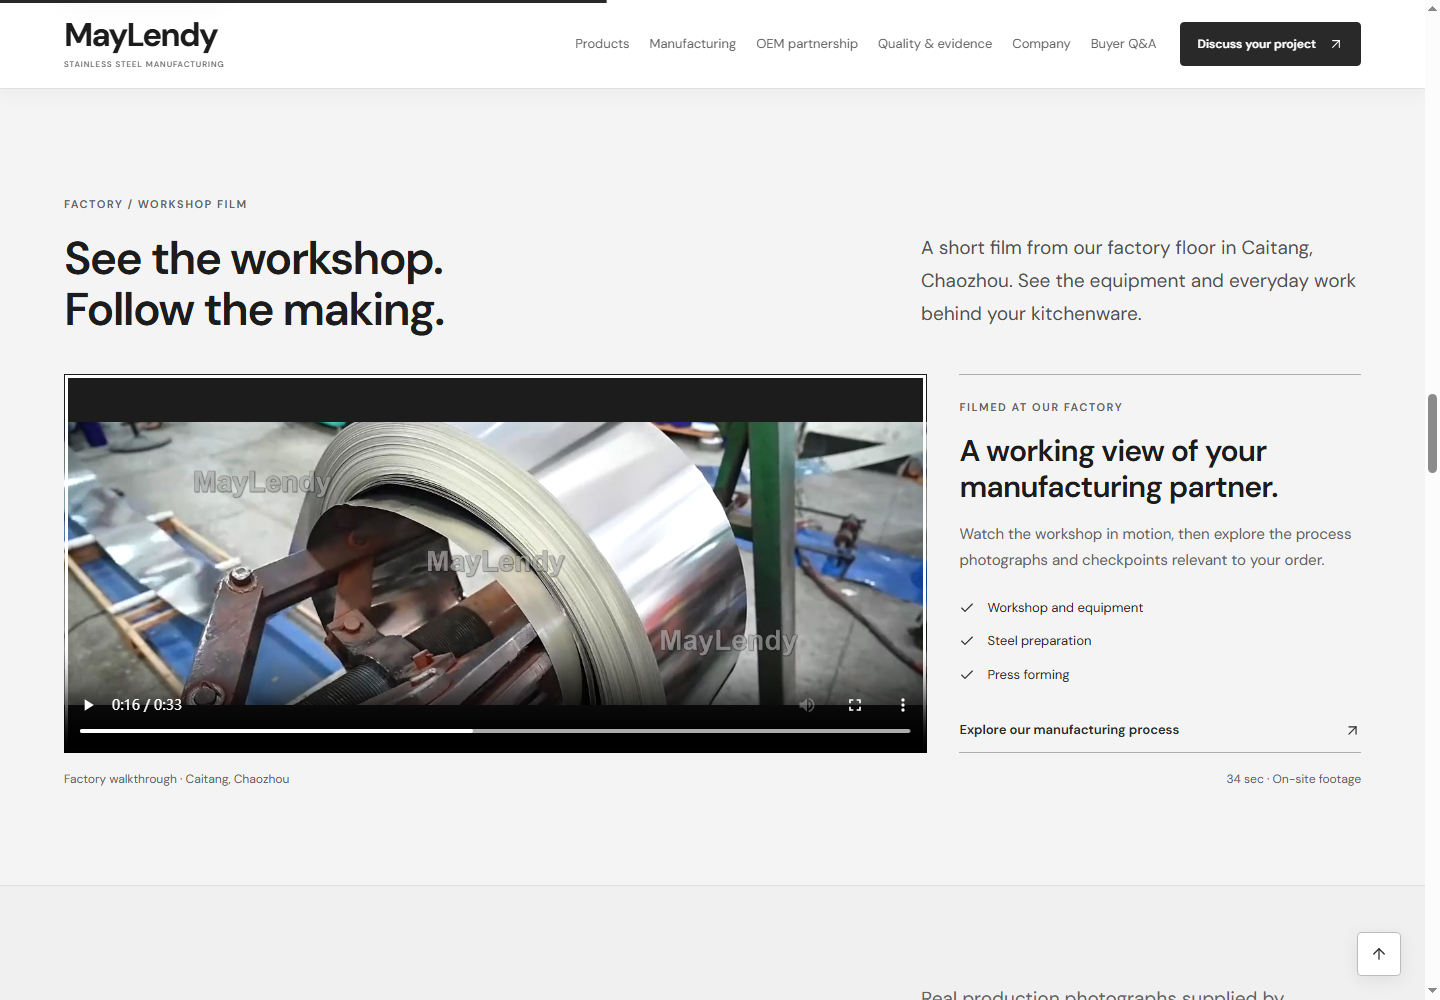 MayLendy
STAINLESS STEEL MANUFACTURING
Products
Manufacturing
OEM partnership
Quality & evidence
Company
Buyer Q&A
Discuss your project
FACTORY / WORKSHOP FILM
See the workshop.
Follow the making.
A short film from our factory floor in Caitang,
Chaozhou. See the equipment and everyday work
behind your kitchenware.
MayLendy
MayLendy
MayLendy
0:16 / 0:33
FILMED AT OUR FACTORY
A working view of your
manufacturing partner.
Watch the workshop in motion, then explore the process
photographs and checkpoints relevant to your order.
Workshop and equipment
Steel preparation
Press forming
Explore our manufacturing process
Factory walkthrough · Caitang, Chaozhou
34 sec · On-site footage
Real production photographs supplied by